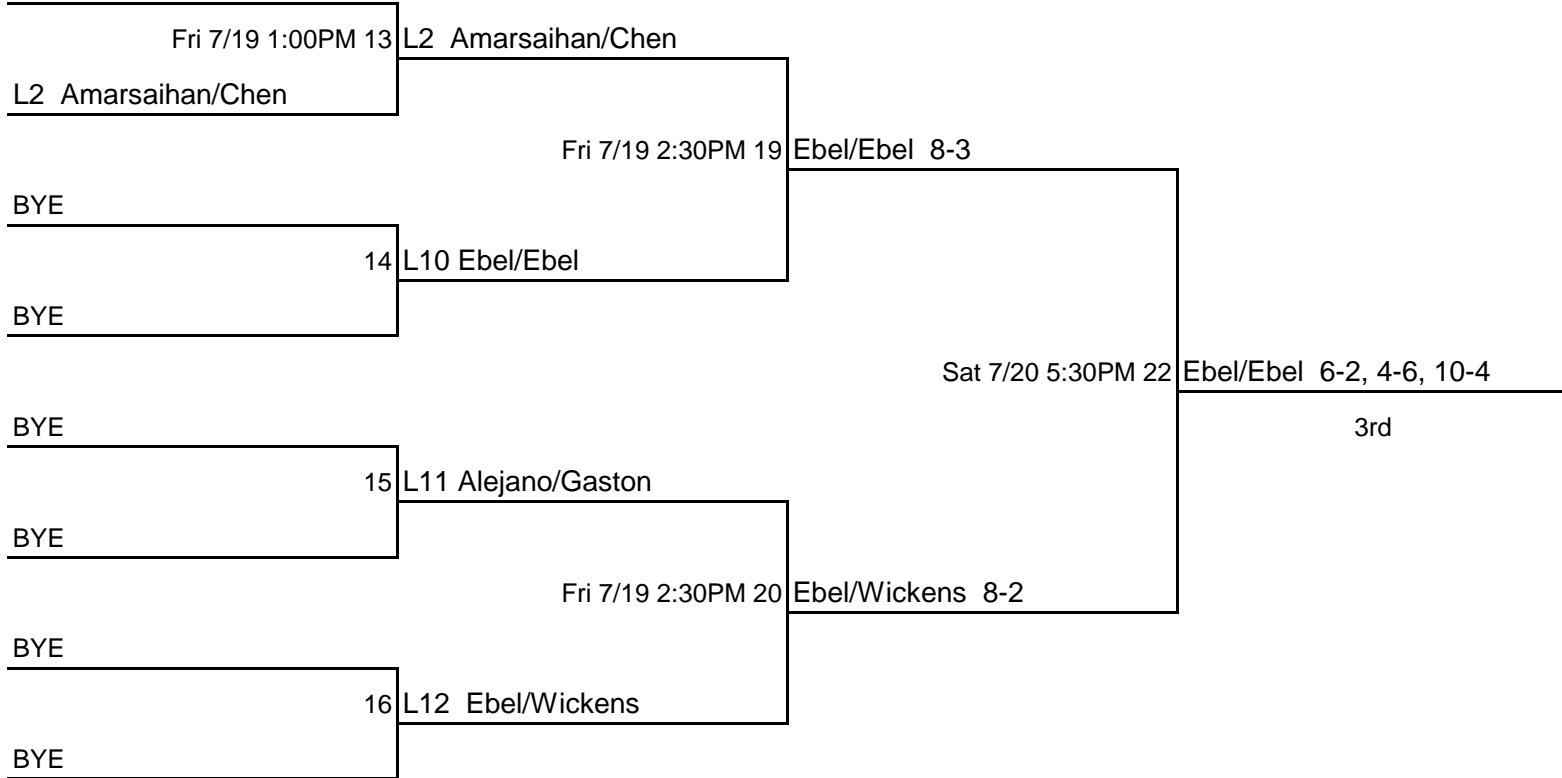 Fri 7/19 1:00PM 13 L2 Amarsaihan/Chen
L2 Amarsaihan/Chen
Fri 7/19 2:30PM 19 Ebel/Ebel 8-3
BYE
14 L10 Ebel/Ebel
BYE
Sat 7/20 5:30PM 22 Ebel/Ebel 6-2, 4-6, 10-4
BYE
3rd
15 L11 Alejano/Gaston
BYE
Fri 7/19 2:30PM 20 Ebel/Wickens 8-2
BYE
16 L12 Ebel/Wickens
BYE